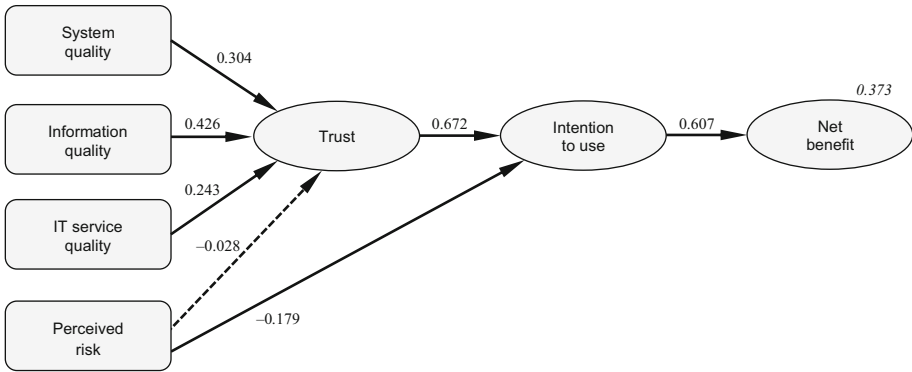 System
quality
0.304
0.373
Information
quality
0.426
Trust
0.672
Intention
to use
0.607
Net
benefit
0.243
IT service
quality
–0.028
–0.179
Perceived
risk